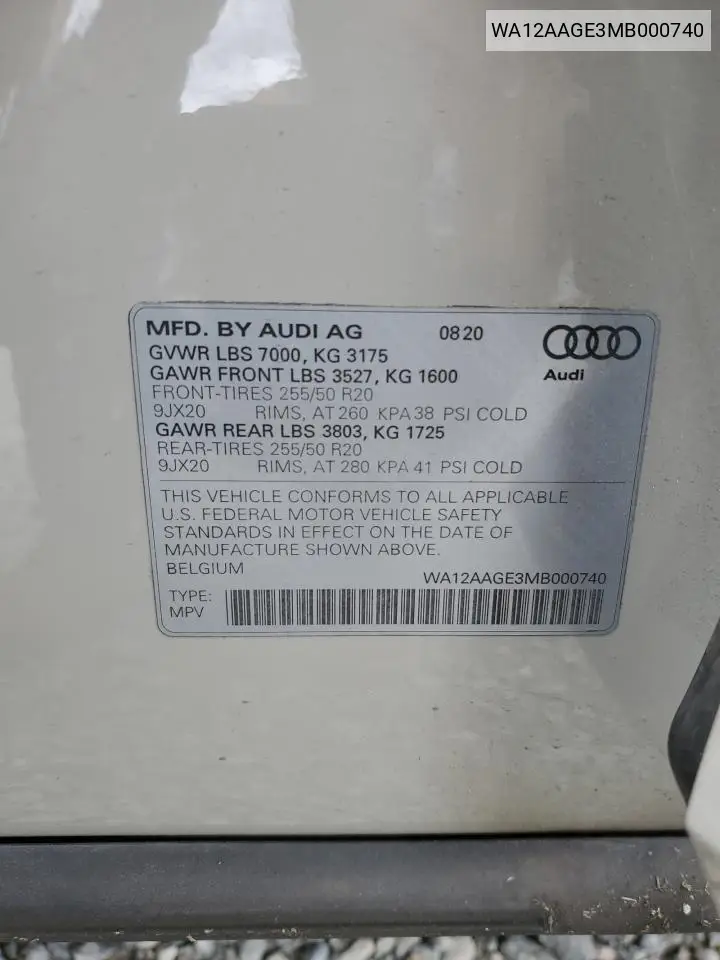 WA12AAGE3MB000740
MFD. BY AUDI AG 0820
GVWR LBS 7000, KG 3175
GAWR FRONT LBS 3527, KG 1600
Audi
FRONT-TIRES 255/50 R20
9JX20 RIMS, AT 260 KPA 38 PSI COLD
GAWR REAR LBS 3803, KG 1725
REAR-TIRES 255/50 R20
9JX20 RIMS, AT 280 KPA 41 PSI COLD
THIS VEHICLE CONFORMS TO ALL APPLICABLE
U.S. FEDERAL MOTOR VEHICLE SAFETY
STANDARDS IN EFFECT ON THE DATE OF
MANUFACTURE SHOWN ABOVE.
BELGIUM
WA12AAGE3MB000740
TYPE:
MPV